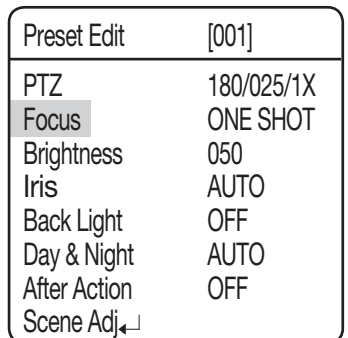 Preset Edit [001]
PTZ 180/025/1X
Focus ONE SHOT
Brightness 050
Iris AUTO
Back Light OFF
Day & Night AUTO
After Action OFF
Scene Adj↵